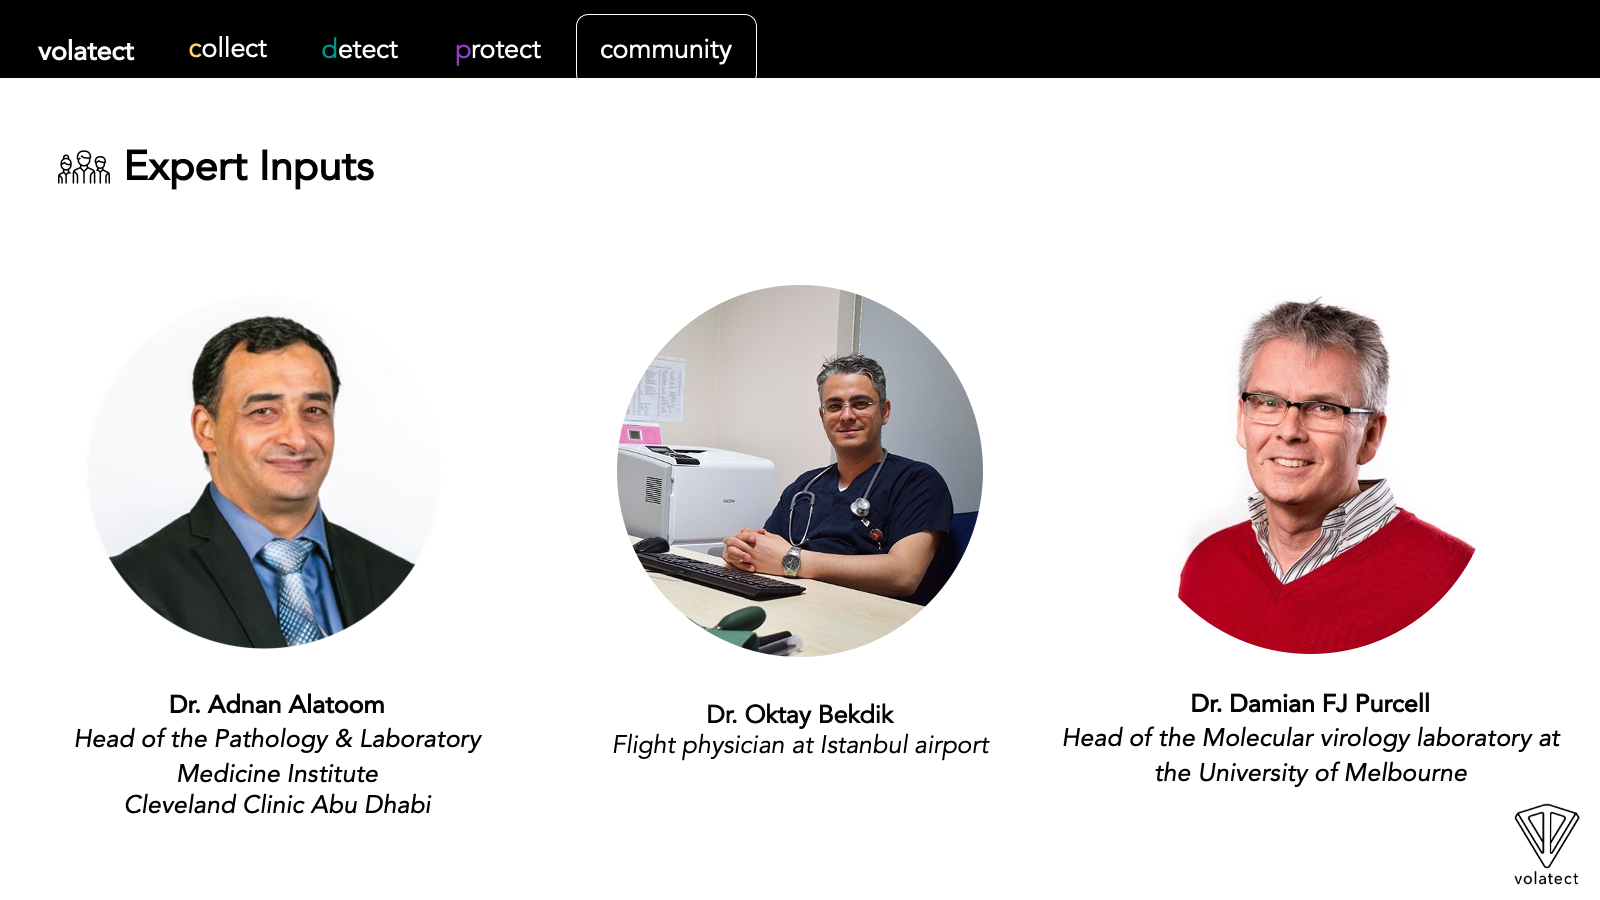 volatect collect detect protect community
Expert Inputs
Dr. Adnan Alatoom
Head of the Pathology & Laboratory
Medicine Institute
Cleveland Clinic Abu Dhabi
Dr. Oktay Bekdik
Flight physician at Istanbul airport
Dr. Damian FJ Purcell
Head of the Molecular virology laboratory at
the University of Melbourne
volatect